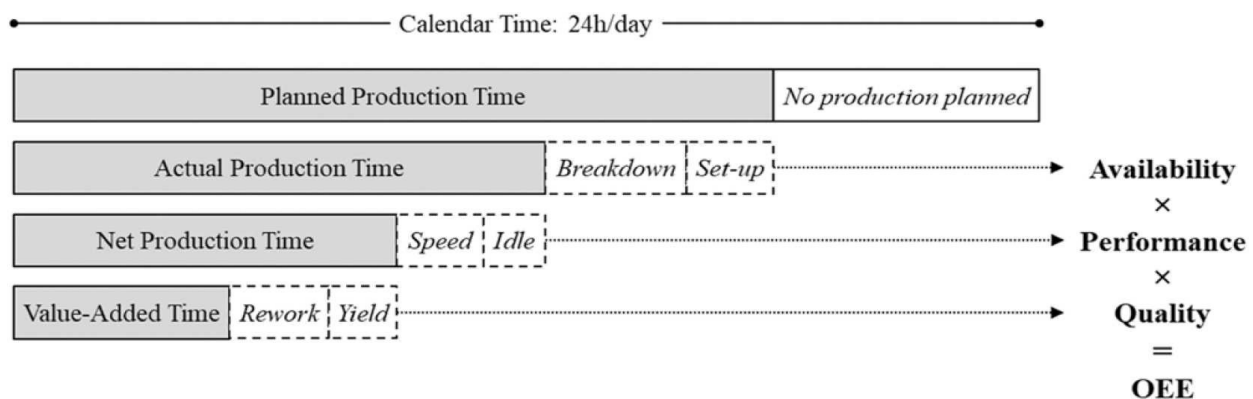 Calendar Time: 24h/day
Planned Production Time No production planned
Actual Production Time Breakdown Set-up Availability
×
Net Production Time Speed Idle Performance
×
Value-Added Time Rework Yield Quality
=
OEE